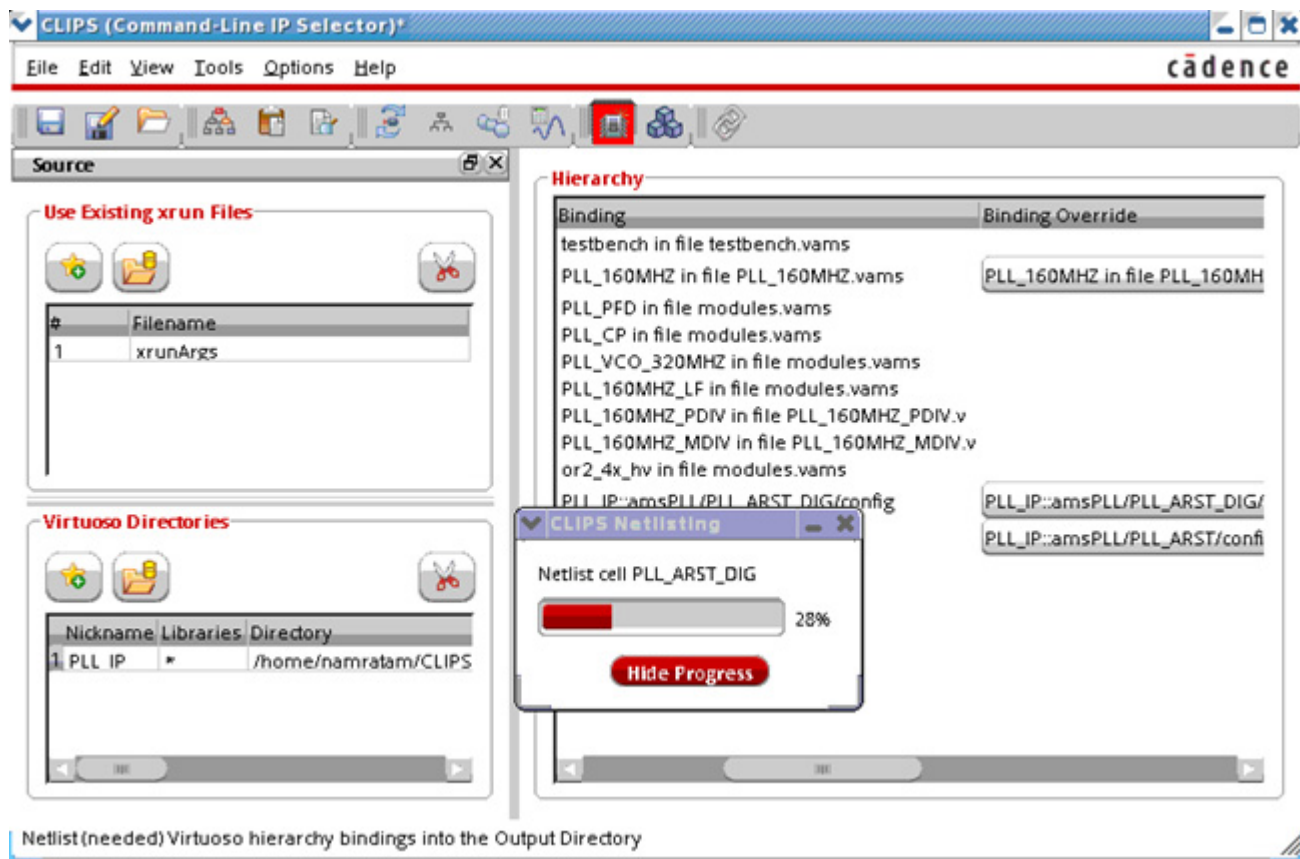 CLIPS (Command-Line IP Selector)*
File Edit View Tools Options Help
cādence
Source
Use Existing xrun Files
# Filename
1 xrunArgs
Virtuoso Directories
Nickname Libraries Directory
1 PLL_IP * /home/namratam/CLIPS
Hierarchy
Binding Binding Override
testbench in file testbench.vams
PLL_160MHZ in file PLL_160MHZ.vams PLL_160MHZ in file PLL_160MH
PLL_PFD in file modules.vams
PLL_CP in file modules.vams
PLL_VCO_320MHZ in file modules.vams
PLL_160MHZ_LF in file modules.vams
PLL_160MHZ_PDIV in file PLL_160MHZ_PDIV.v
PLL_160MHZ_MDIV in file PLL_160MHZ_MDIV.v
or2_4x_hv in file modules.vams
PLL_IP::amsPLL/PLL_ARST_DIG/config PLL_IP::amsPLL/PLL_ARST_DIG/
PLL_IP::amsPLL/PLL_ARST/confi
CLIPS Netlisting
Netlist cell PLL_ARST_DIG
28%
Hide Progress
Netlist (needed) Virtuoso hierarchy bindings into the Output Directory